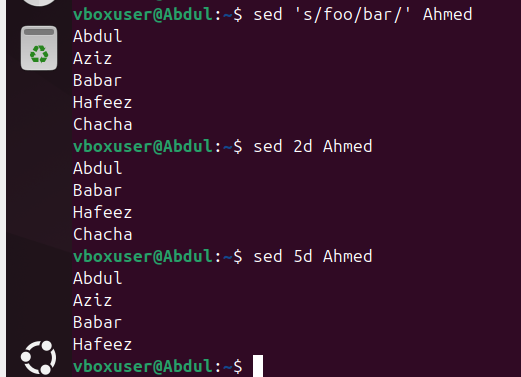 vboxuser@Abdul:~$ sed 's/foo/bar/' Ahmed
Abdul
Aziz
Babar
Hafeez
Chacha
vboxuser@Abdul:~$ sed 2d Ahmed
Abdul
Babar
Hafeez
Chacha
vboxuser@Abdul:~$ sed 5d Ahmed
Abdul
Aziz
Babar
Hafeez
vboxuser@Abdul:~$